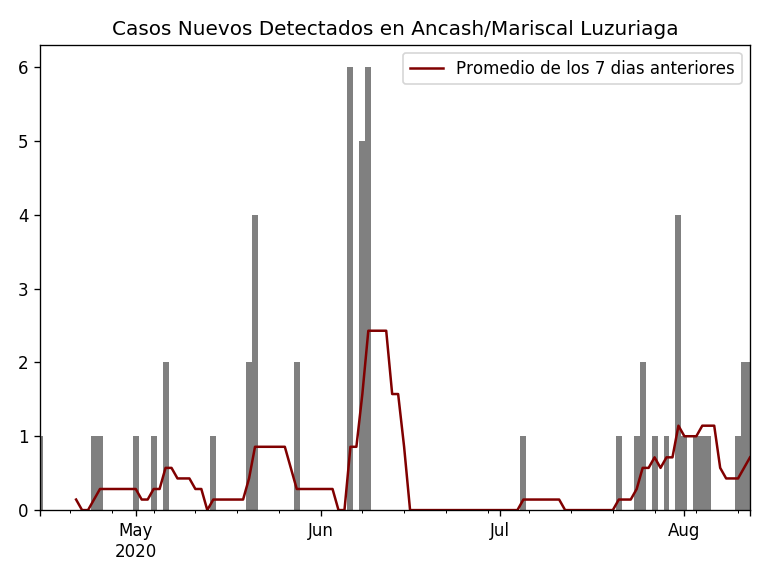 Casos Nuevos Detectados en Ancash/Mariscal Luzuriaga
Promedio de los 7 dias anteriores
6
5
4
3
2
1
0
May Jun Jul Aug
2020